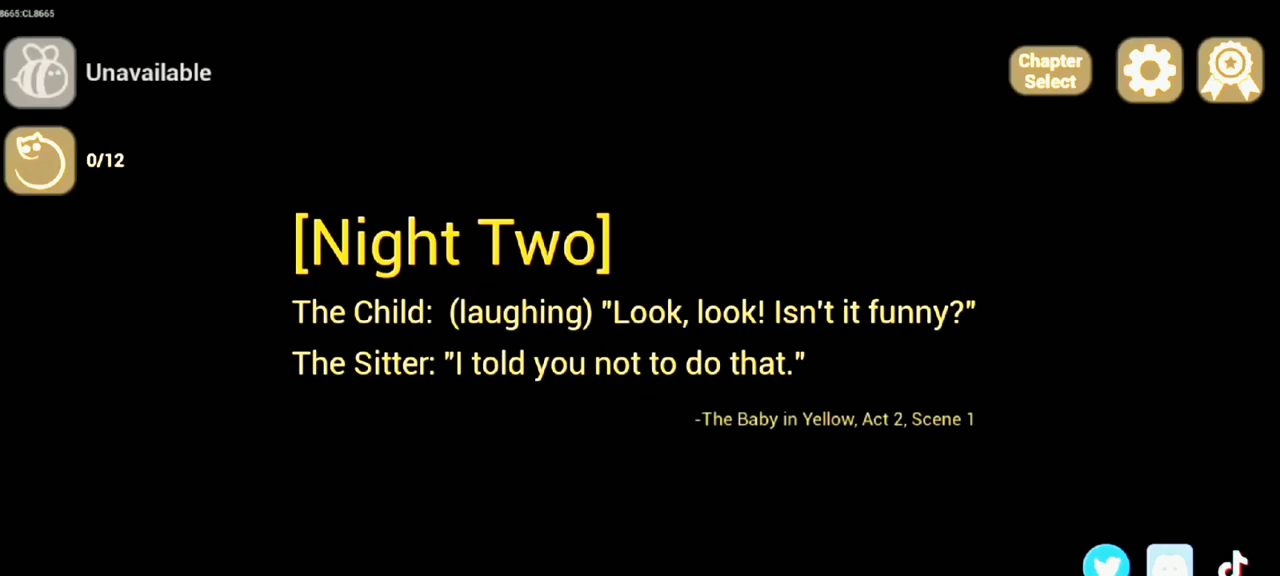 8665:CL8665
Unavailable
Chapter
Select
0/12
[Night Two]
The Child:  (laughing) "Look, look! Isn't it funny?"
The Sitter: "I told you not to do that."
-The Baby in Yellow, Act 2, Scene 1